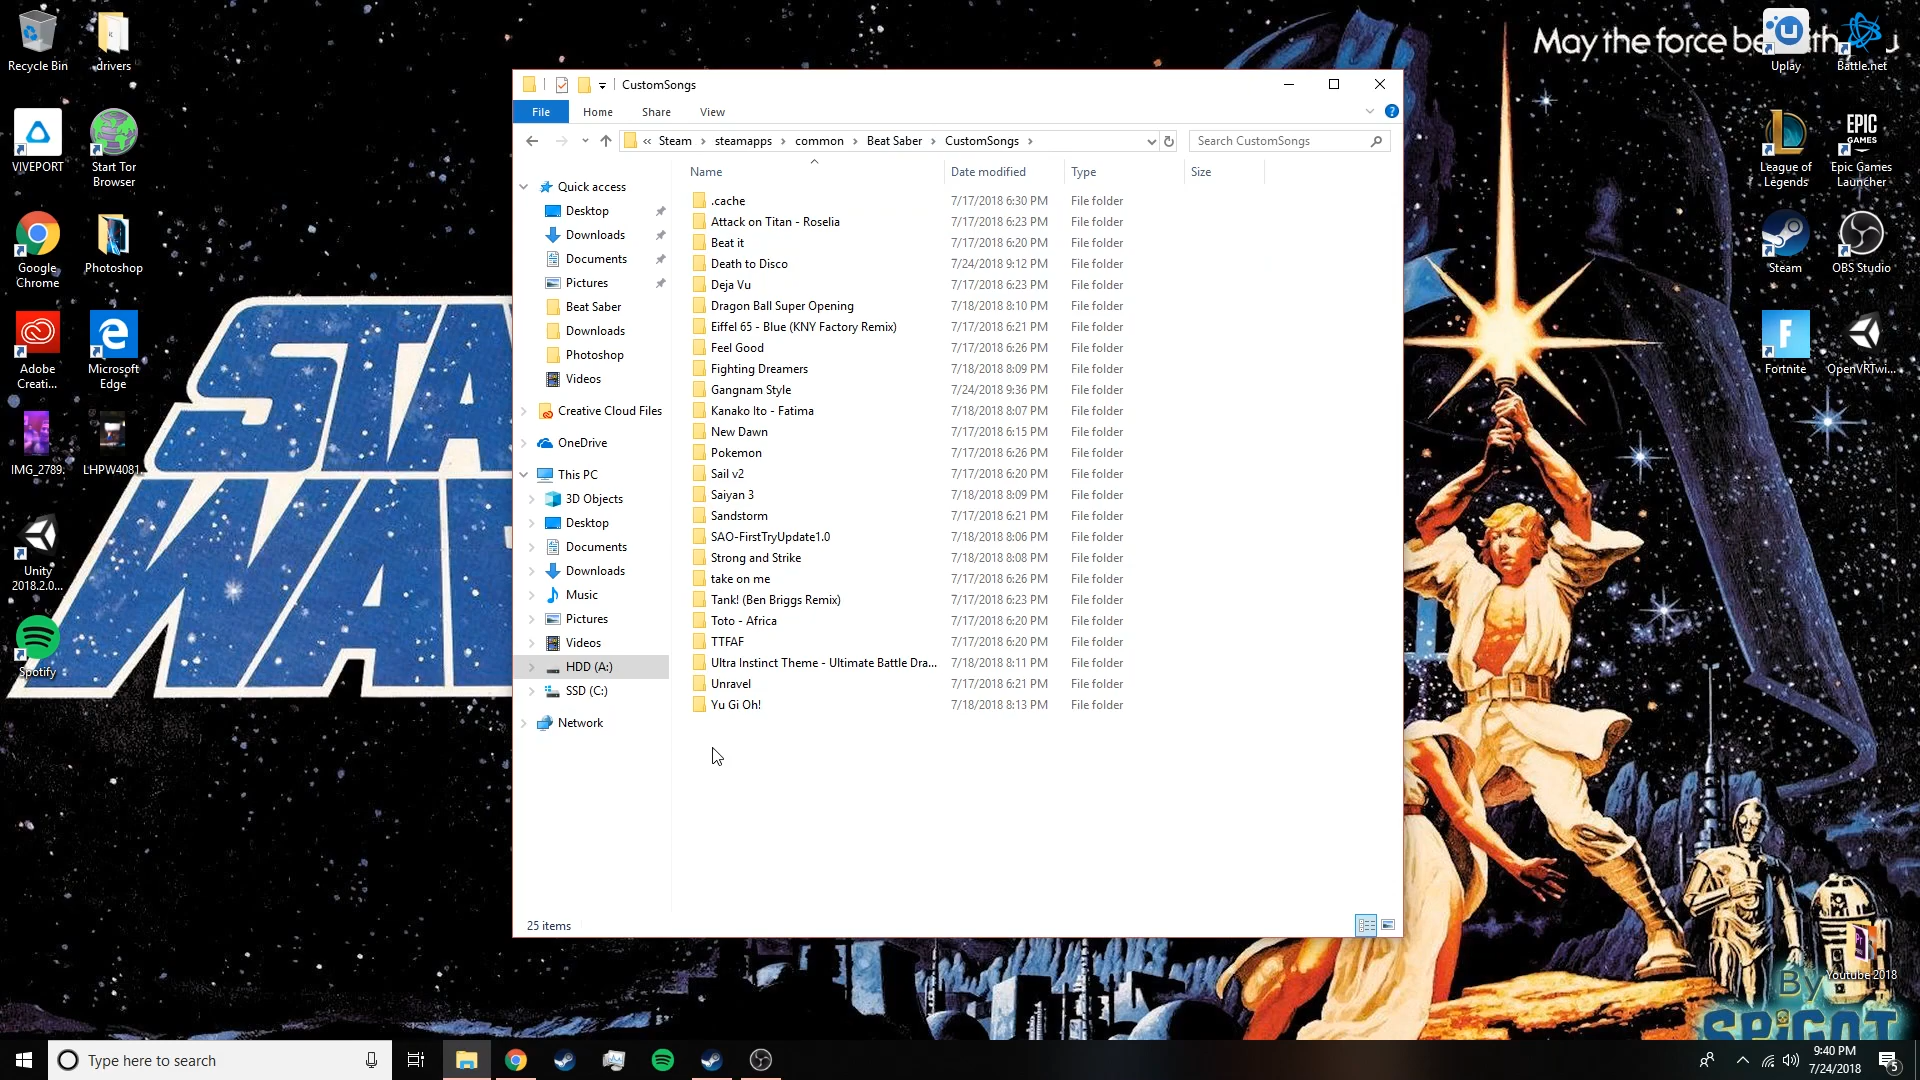 May the force be with you
Recycle Bin
drivers
Uplay
Battle.net
VIVEPORT
Start Tor
Browser
League of
Legends
EPIC
GAMES
Epic Games
Launcher
Google
Chrome
Photoshop
Steam
OBS Studio
Adobe
Creati...
Microsoft
Edge
Fortnite
OpenVRTwi...
IMG_2789.
LHPW4081.
Unity
2018.2.0...
Spotify
STA
WA
Youtube 2018
By
SPiGOT
CustomSongs
File
Home
Share
View
« Steam › steamapps › common › Beat Saber › CustomSongs ›
Search CustomSongs
Name
Date modified
Type
Size
Quick access
Desktop
Downloads
Documents
Pictures
Beat Saber
Downloads
Photoshop
Videos
Creative Cloud Files
OneDrive
This PC
3D Objects
Desktop
Documents
Downloads
Music
Pictures
Videos
HDD (A:)
SSD (C:)
Network
.cache 7/17/2018 6:30 PM File folder
Attack on Titan - Roselia 7/17/2018 6:23 PM File folder
Beat it 7/17/2018 6:20 PM File folder
Death to Disco 7/24/2018 9:12 PM File folder
Deja Vu 7/17/2018 6:23 PM File folder
Dragon Ball Super Opening 7/18/2018 8:10 PM File folder
Eiffel 65 - Blue (KNY Factory Remix) 7/17/2018 6:21 PM File folder
Feel Good 7/17/2018 6:26 PM File folder
Fighting Dreamers 7/18/2018 8:09 PM File folder
Gangnam Style 7/24/2018 9:36 PM File folder
Kanako Ito - Fatima 7/18/2018 8:07 PM File folder
New Dawn 7/17/2018 6:15 PM File folder
Pokemon 7/17/2018 6:26 PM File folder
Sail v2 7/17/2018 6:20 PM File folder
Saiyan 3 7/18/2018 8:09 PM File folder
Sandstorm 7/17/2018 6:21 PM File folder
SAO-FirstTryUpdate1.0 7/18/2018 8:06 PM File folder
Strong and Strike 7/18/2018 8:08 PM File folder
take on me 7/17/2018 6:26 PM File folder
Tank! (Ben Briggs Remix) 7/17/2018 6:23 PM File folder
Toto - Africa 7/17/2018 6:20 PM File folder
TTFAF 7/17/2018 6:20 PM File folder
Ultra Instinct Theme - Ultimate Battle Dra... 7/18/2018 8:11 PM File folder
Unravel 7/17/2018 6:21 PM File folder
Yu Gi Oh! 7/18/2018 8:13 PM File folder
25 items
Type here to search
9:40 PM
7/24/2018
5